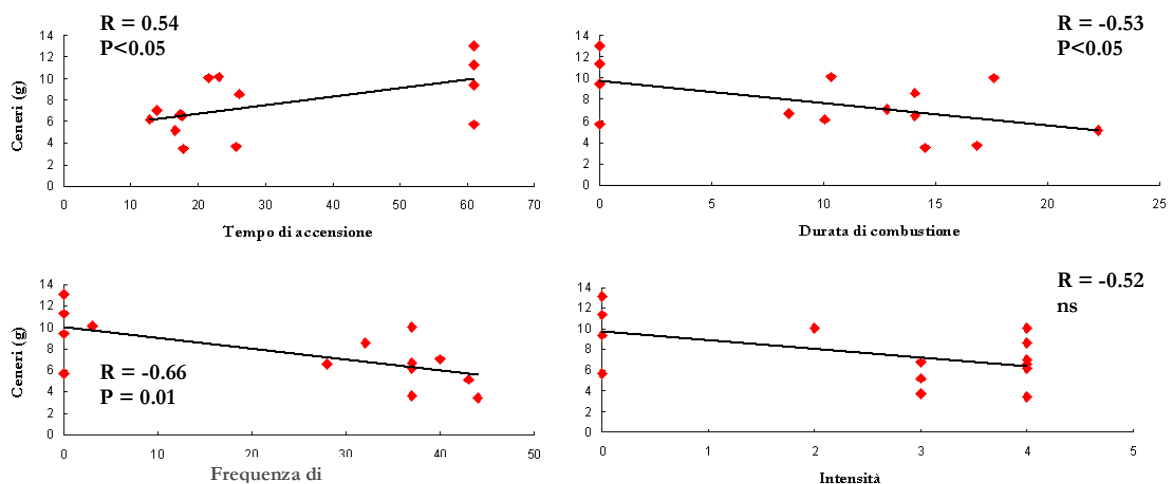 R = 0.54
P<0.05
Ceneri (g)
14
12
10
8
6
4
2
0
0 10 20 30 40 50 60 70
Tempo di accensione
R = -0.53
P<0.05
14
12
10
8
6
4
2
0
0 5 10 15 20 25
Durata di combustione
Ceneri (g)
14
12
10
8
6
4
2
0
R = -0.66
P = 0.01
0 10 20 30 40 50
Frequenza di
R = -0.52
ns
14
12
10
8
6
4
2
0
0 1 2 3 4 5
Intensità